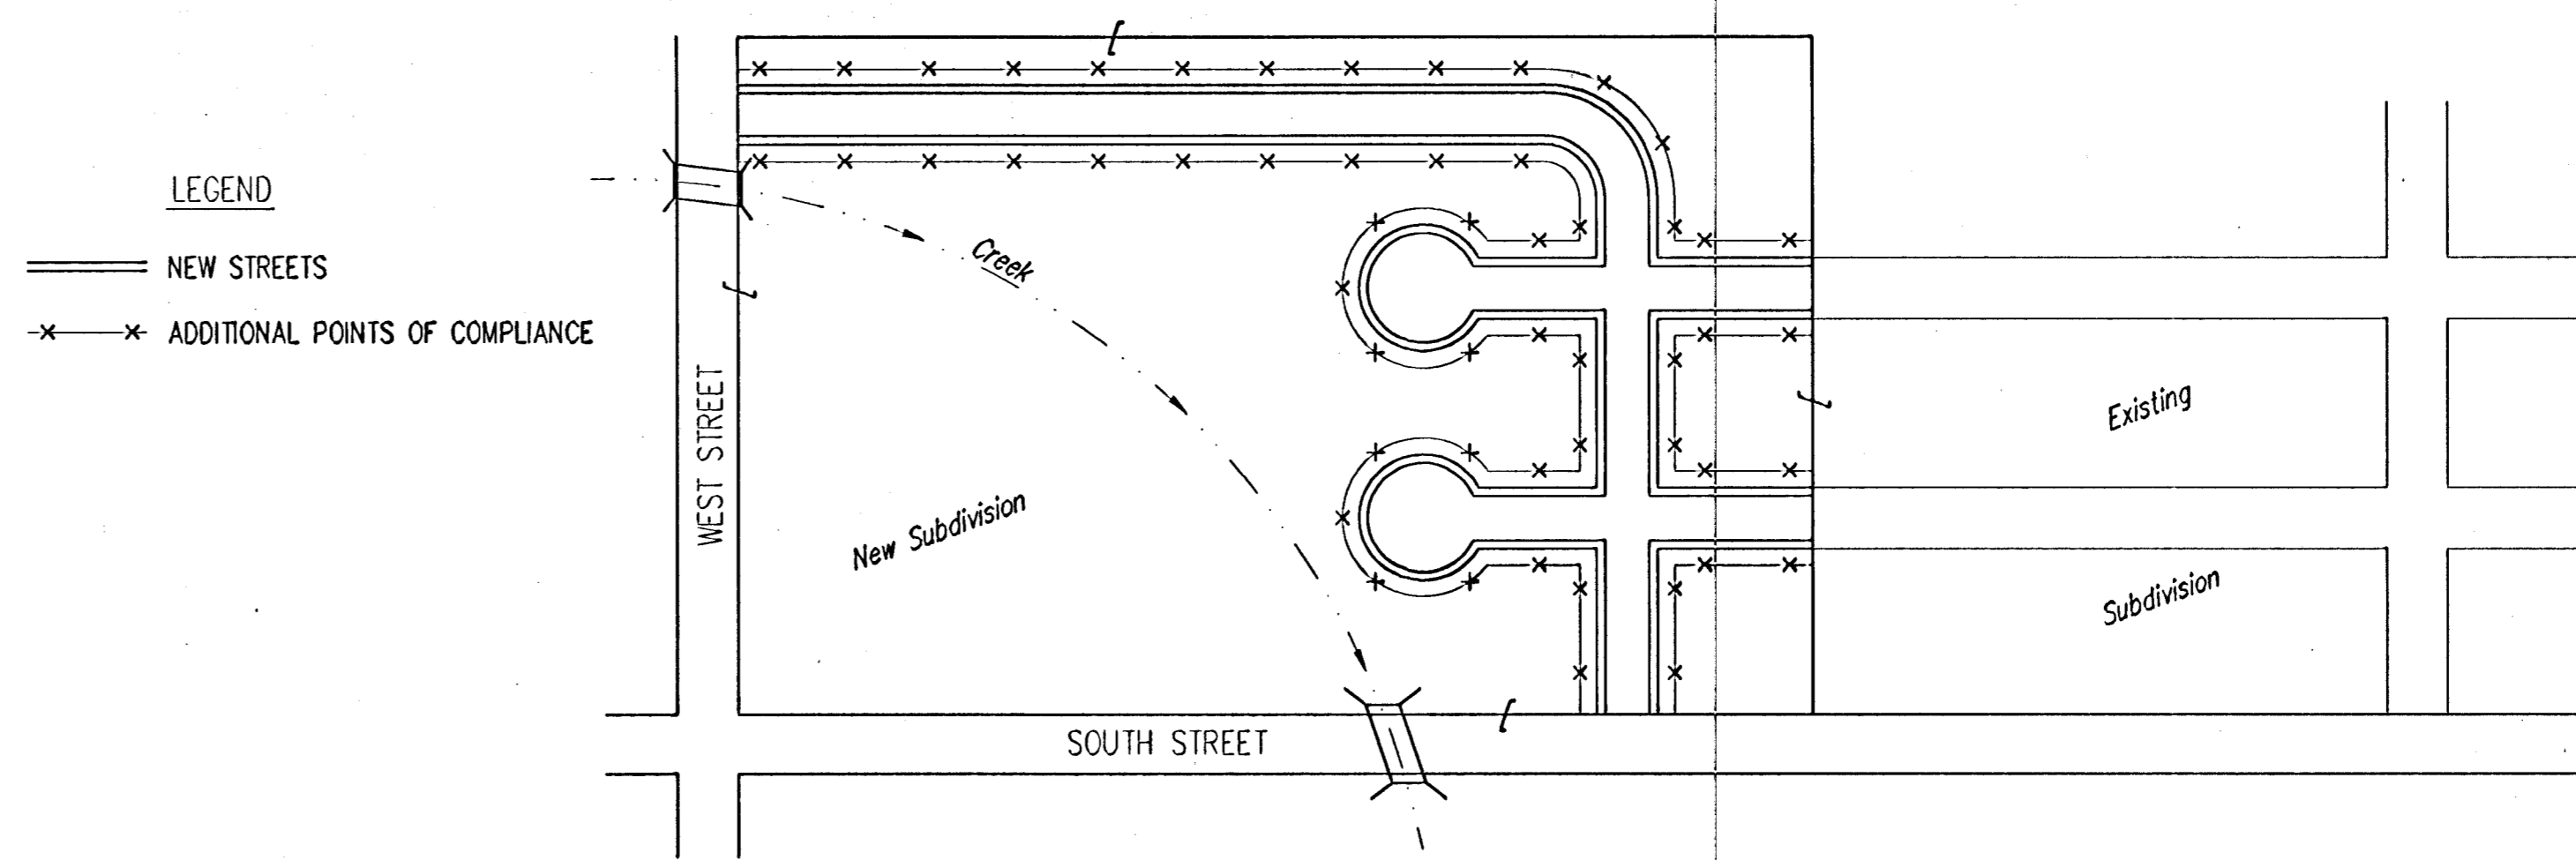 LEGEND
NEW STREETS
ADDITIONAL POINTS OF COMPLIANCE
WEST STREET
Creek
New Subdivision
SOUTH STREET
Existing
Subdivision